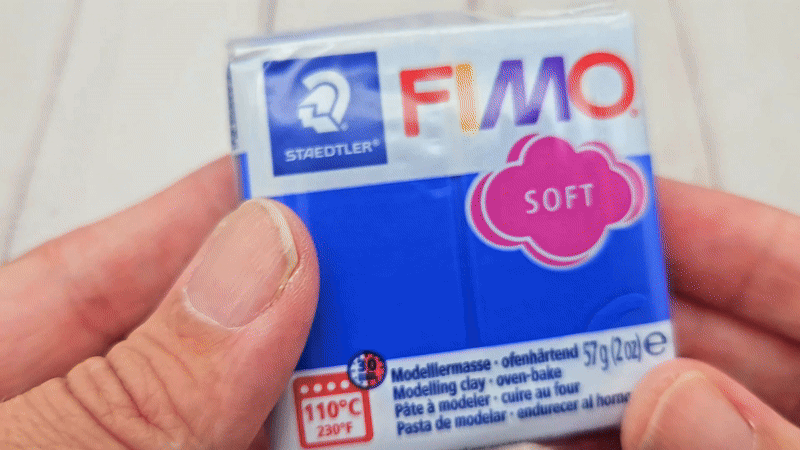 STAEDTLER®
FIMO®
SOFT
30
110°C
230°F
Modelliermasse · ofenhärtend 57 g (2 oz) e
Modelling clay · oven-bake
Pâte à modeler · cuire au four
Pasta de modelar · endurecer al horno